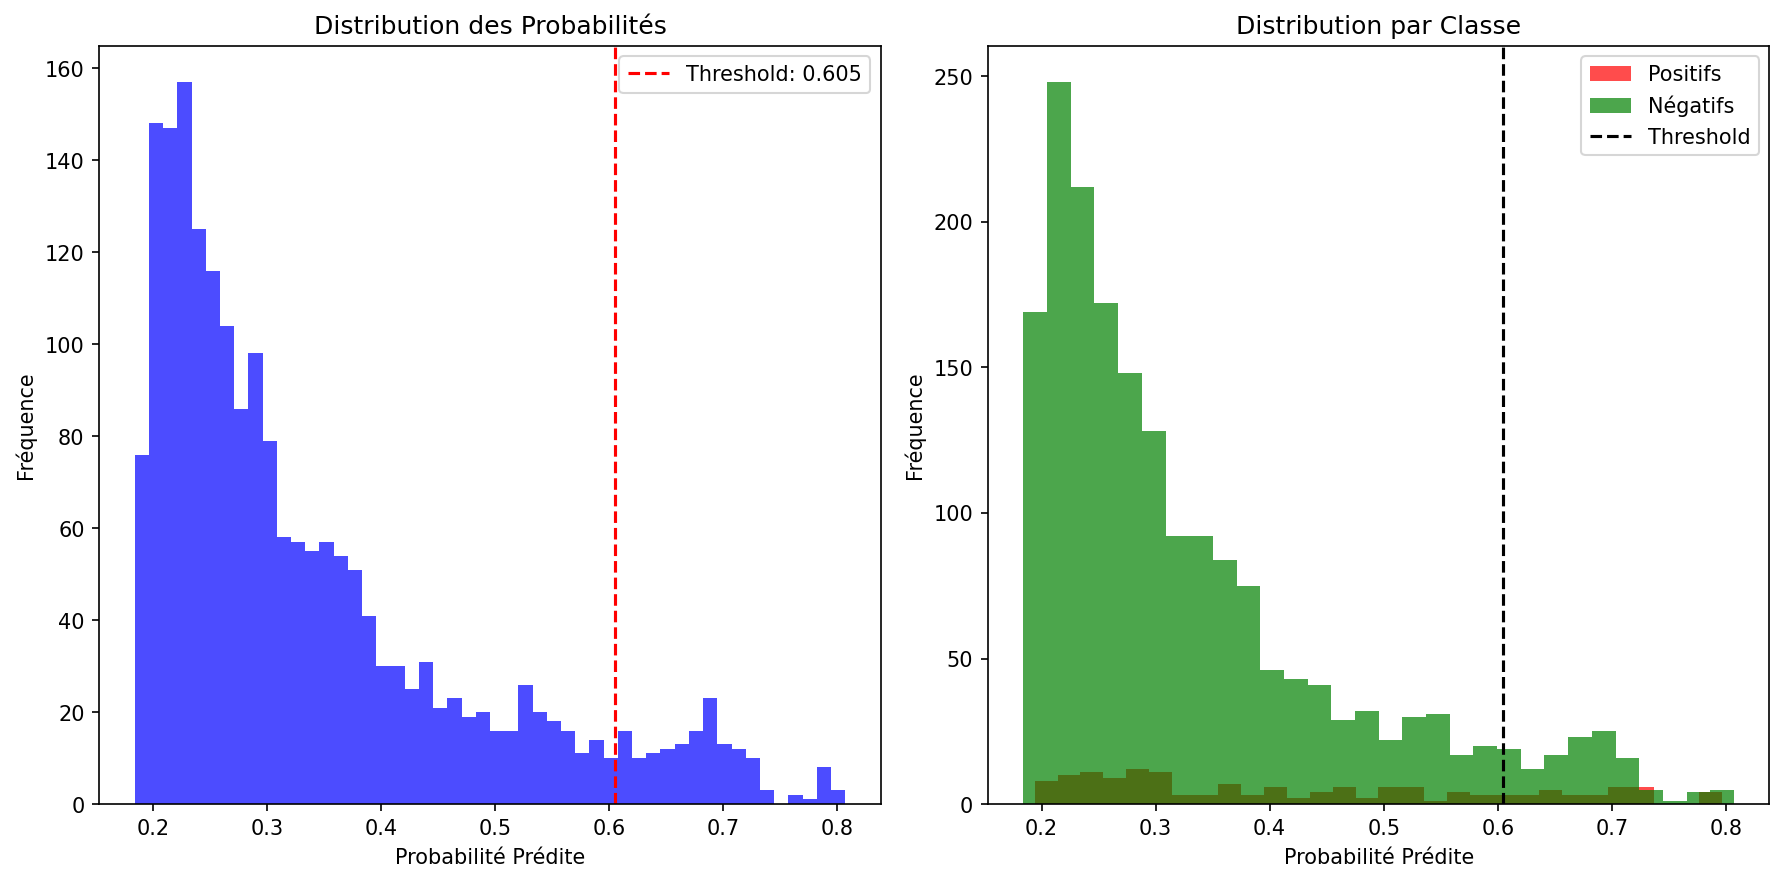 Distribution des Probabilités
Fréquence
160
140
120
100
80
60
40
20
0
Threshold: 0.605
0.2 0.3 0.4 0.5 0.6 0.7 0.8
Probabilité Prédite
Distribution par Classe
Fréquence
250
200
150
100
50
0
Positifs
Négatifs
Threshold
0.2 0.3 0.4 0.5 0.6 0.7 0.8
Probabilité Prédite